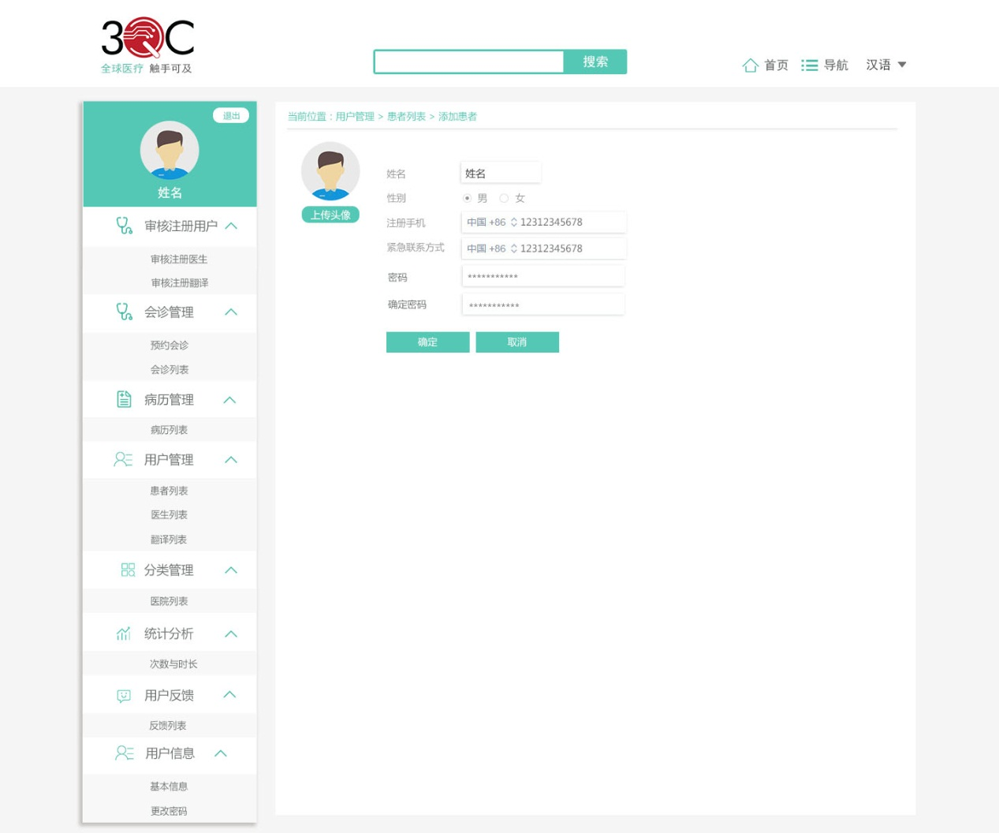 3QC
全球医疗 触手可及
搜索
首页 导航 汉语
退出
姓名
审核注册用户
审核注册医生
审核注册翻译
会诊管理
预约会诊
会诊列表
病历管理
病历列表
用户管理
患者列表
医生列表
翻译列表
分类管理
医院列表
统计分析
次数与时长
用户反馈
反馈列表
用户信息
基本信息
更改密码
当前位置：用户管理 > 患者列表 > 添加患者
上传头像
姓名 姓名
性别 男 女
注册手机 中国 +86 12312345678
紧急联系方式 中国 +86 12312345678
密码 ***********
确定密码 ***********
确定 取消